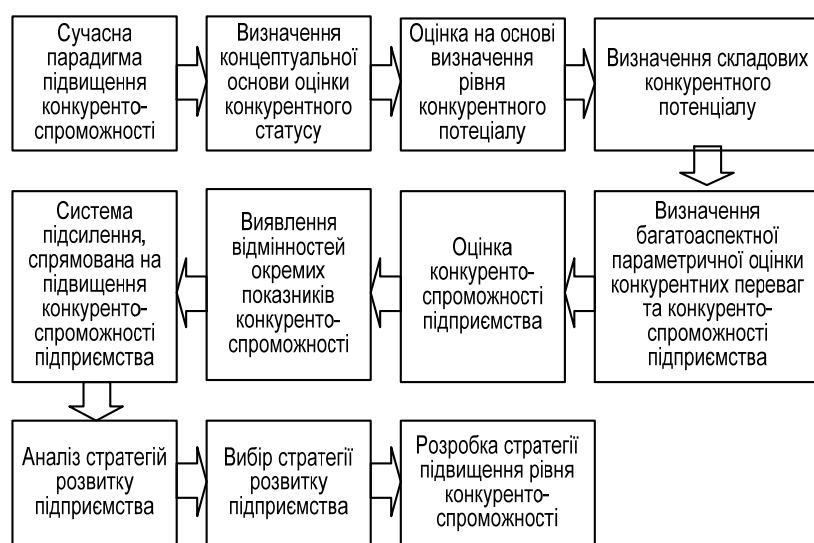 Сучасна
парадигма
підвищення
конкуренто-
спроможності
Визначення
концептуальної
основи оцінки
конкурентного
статусу
Оцінка на основі
визначення
рівня
конкурентного
потеціалу
Визначення складових
конкурентного
потенціалу
Визначення
багатоаспектної
параметричної оцінки
конкурентних переваг
та конкуренто-
спроможності
підприємства
Оцінка
конкуренто-
спроможності
підприємства
Виявлення
відмінностей
окремих
показників
конкуренто-
спроможності
Система
підсилення,
спрямована на
підвищення
конкуренто-
спроможності
підприємства
Аналіз стратегій
розвитку
підприємства
Вибір стратегії
розвитку
підприємства
Розробка стратегії
підвищення рівня
конкуренто-
спроможності